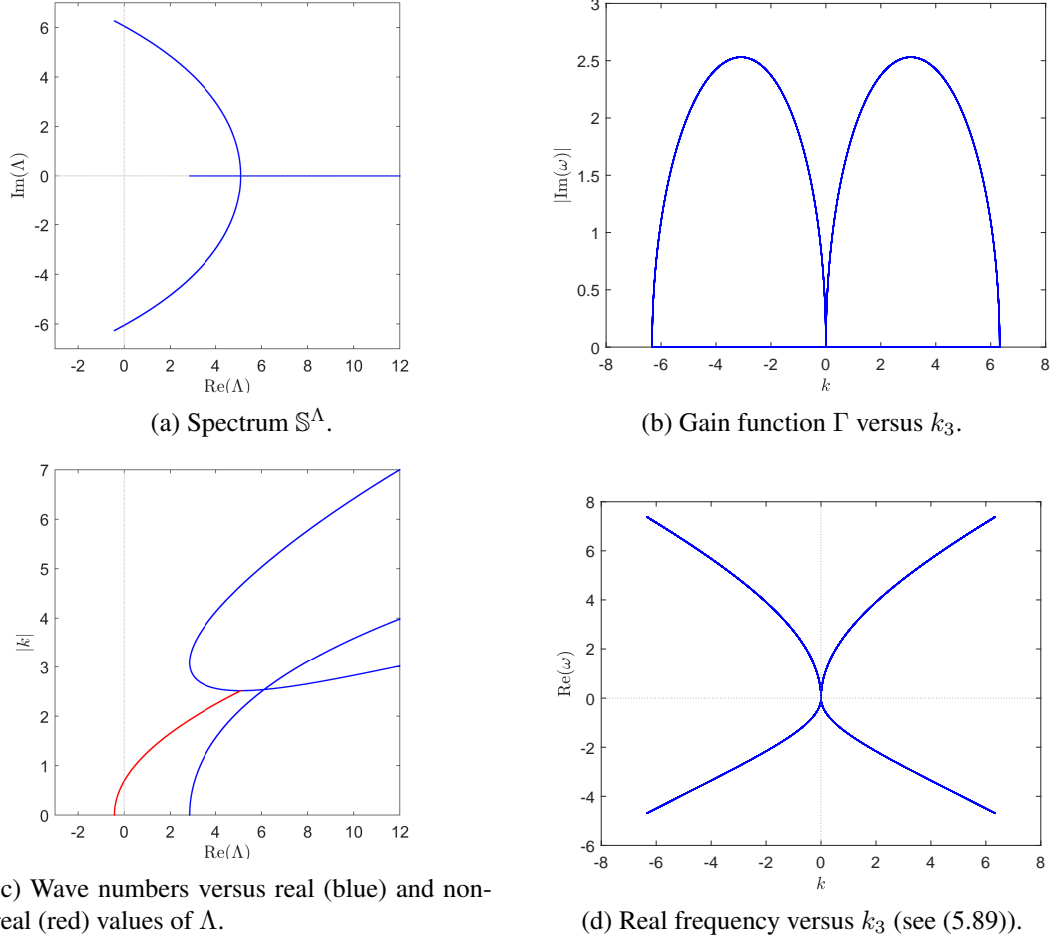 6
4
2
0
-2
-4
-6
Im(Λ)
-2 0 2 4 6 8 10 12
Re(Λ)
(a) Spectrum 𝕊^Λ.
3
2.5
2
1.5
1
0.5
0
|Im(ω)|
-8 -6 -4 -2 0 2 4 6 8
k
(b) Gain function Γ versus k₃.
7
6
5
4
3
2
1
0
|k|
-2 0 2 4 6 8 10 12
Re(Λ)
c) Wave numbers versus real (blue) and non-
real (red) values of Λ.
8
6
4
2
0
-2
-4
-6
Re(ω)
-8 -6 -4 -2 0 2 4 6 8
k
(d) Real frequency versus k₃ (see (5.89)).